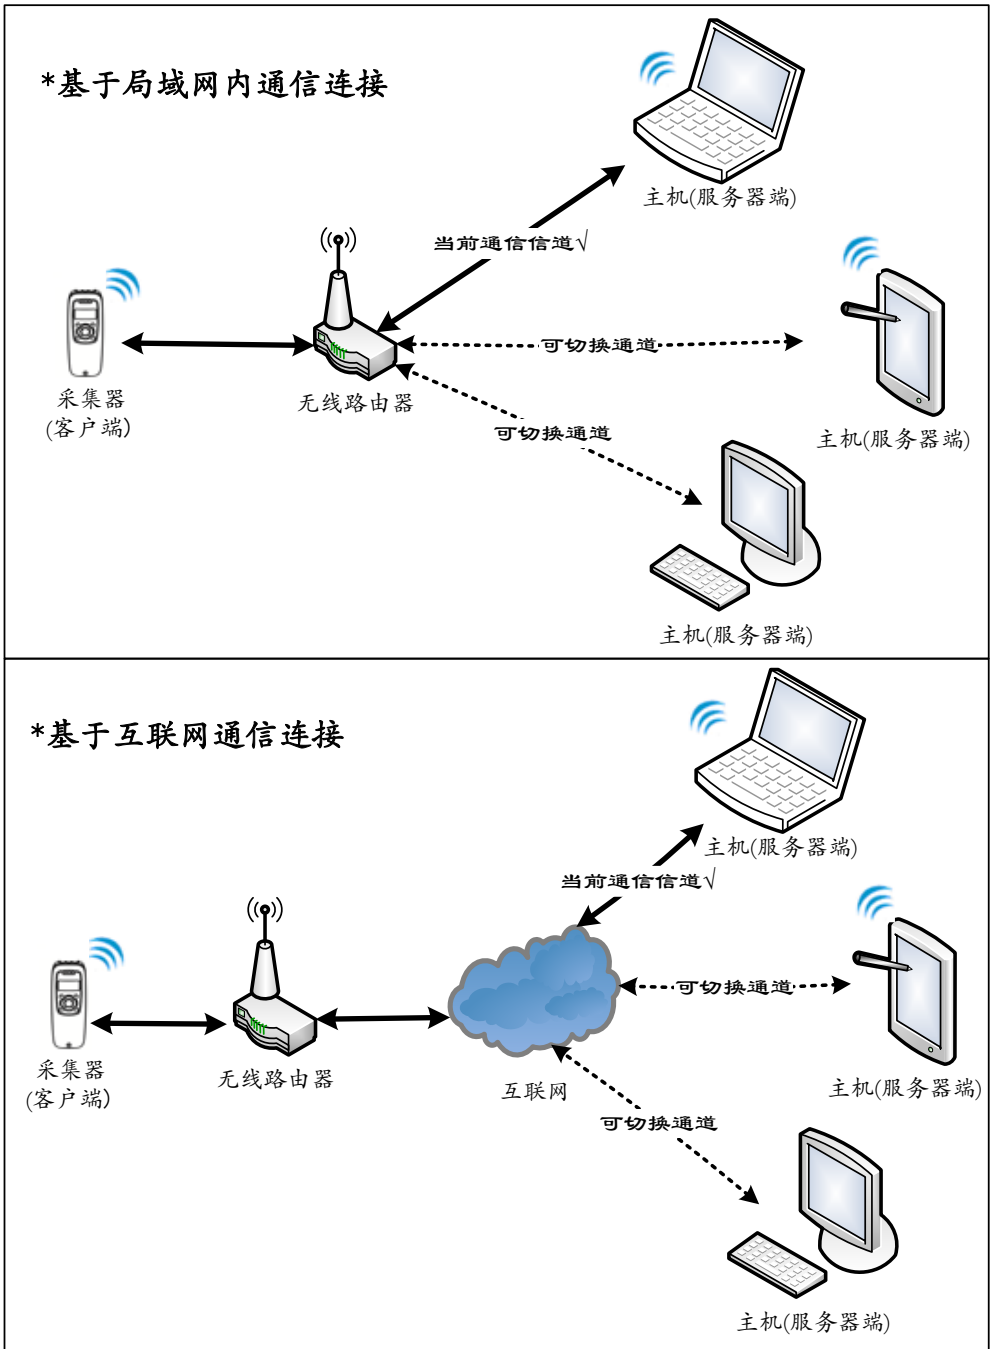 *基于局域网内通信连接
主机(服务器端)
当前通信信道√
可切换通道
采集器
(客户端)
无线路由器
主机(服务器端)
可切换通道
主机(服务器端)
*基于互联网通信连接
主机(服务器端)
当前通信信道√
可切换通道
采集器
(客户端)
无线路由器
互联网
主机(服务器端)
可切换通道
主机(服务器端)